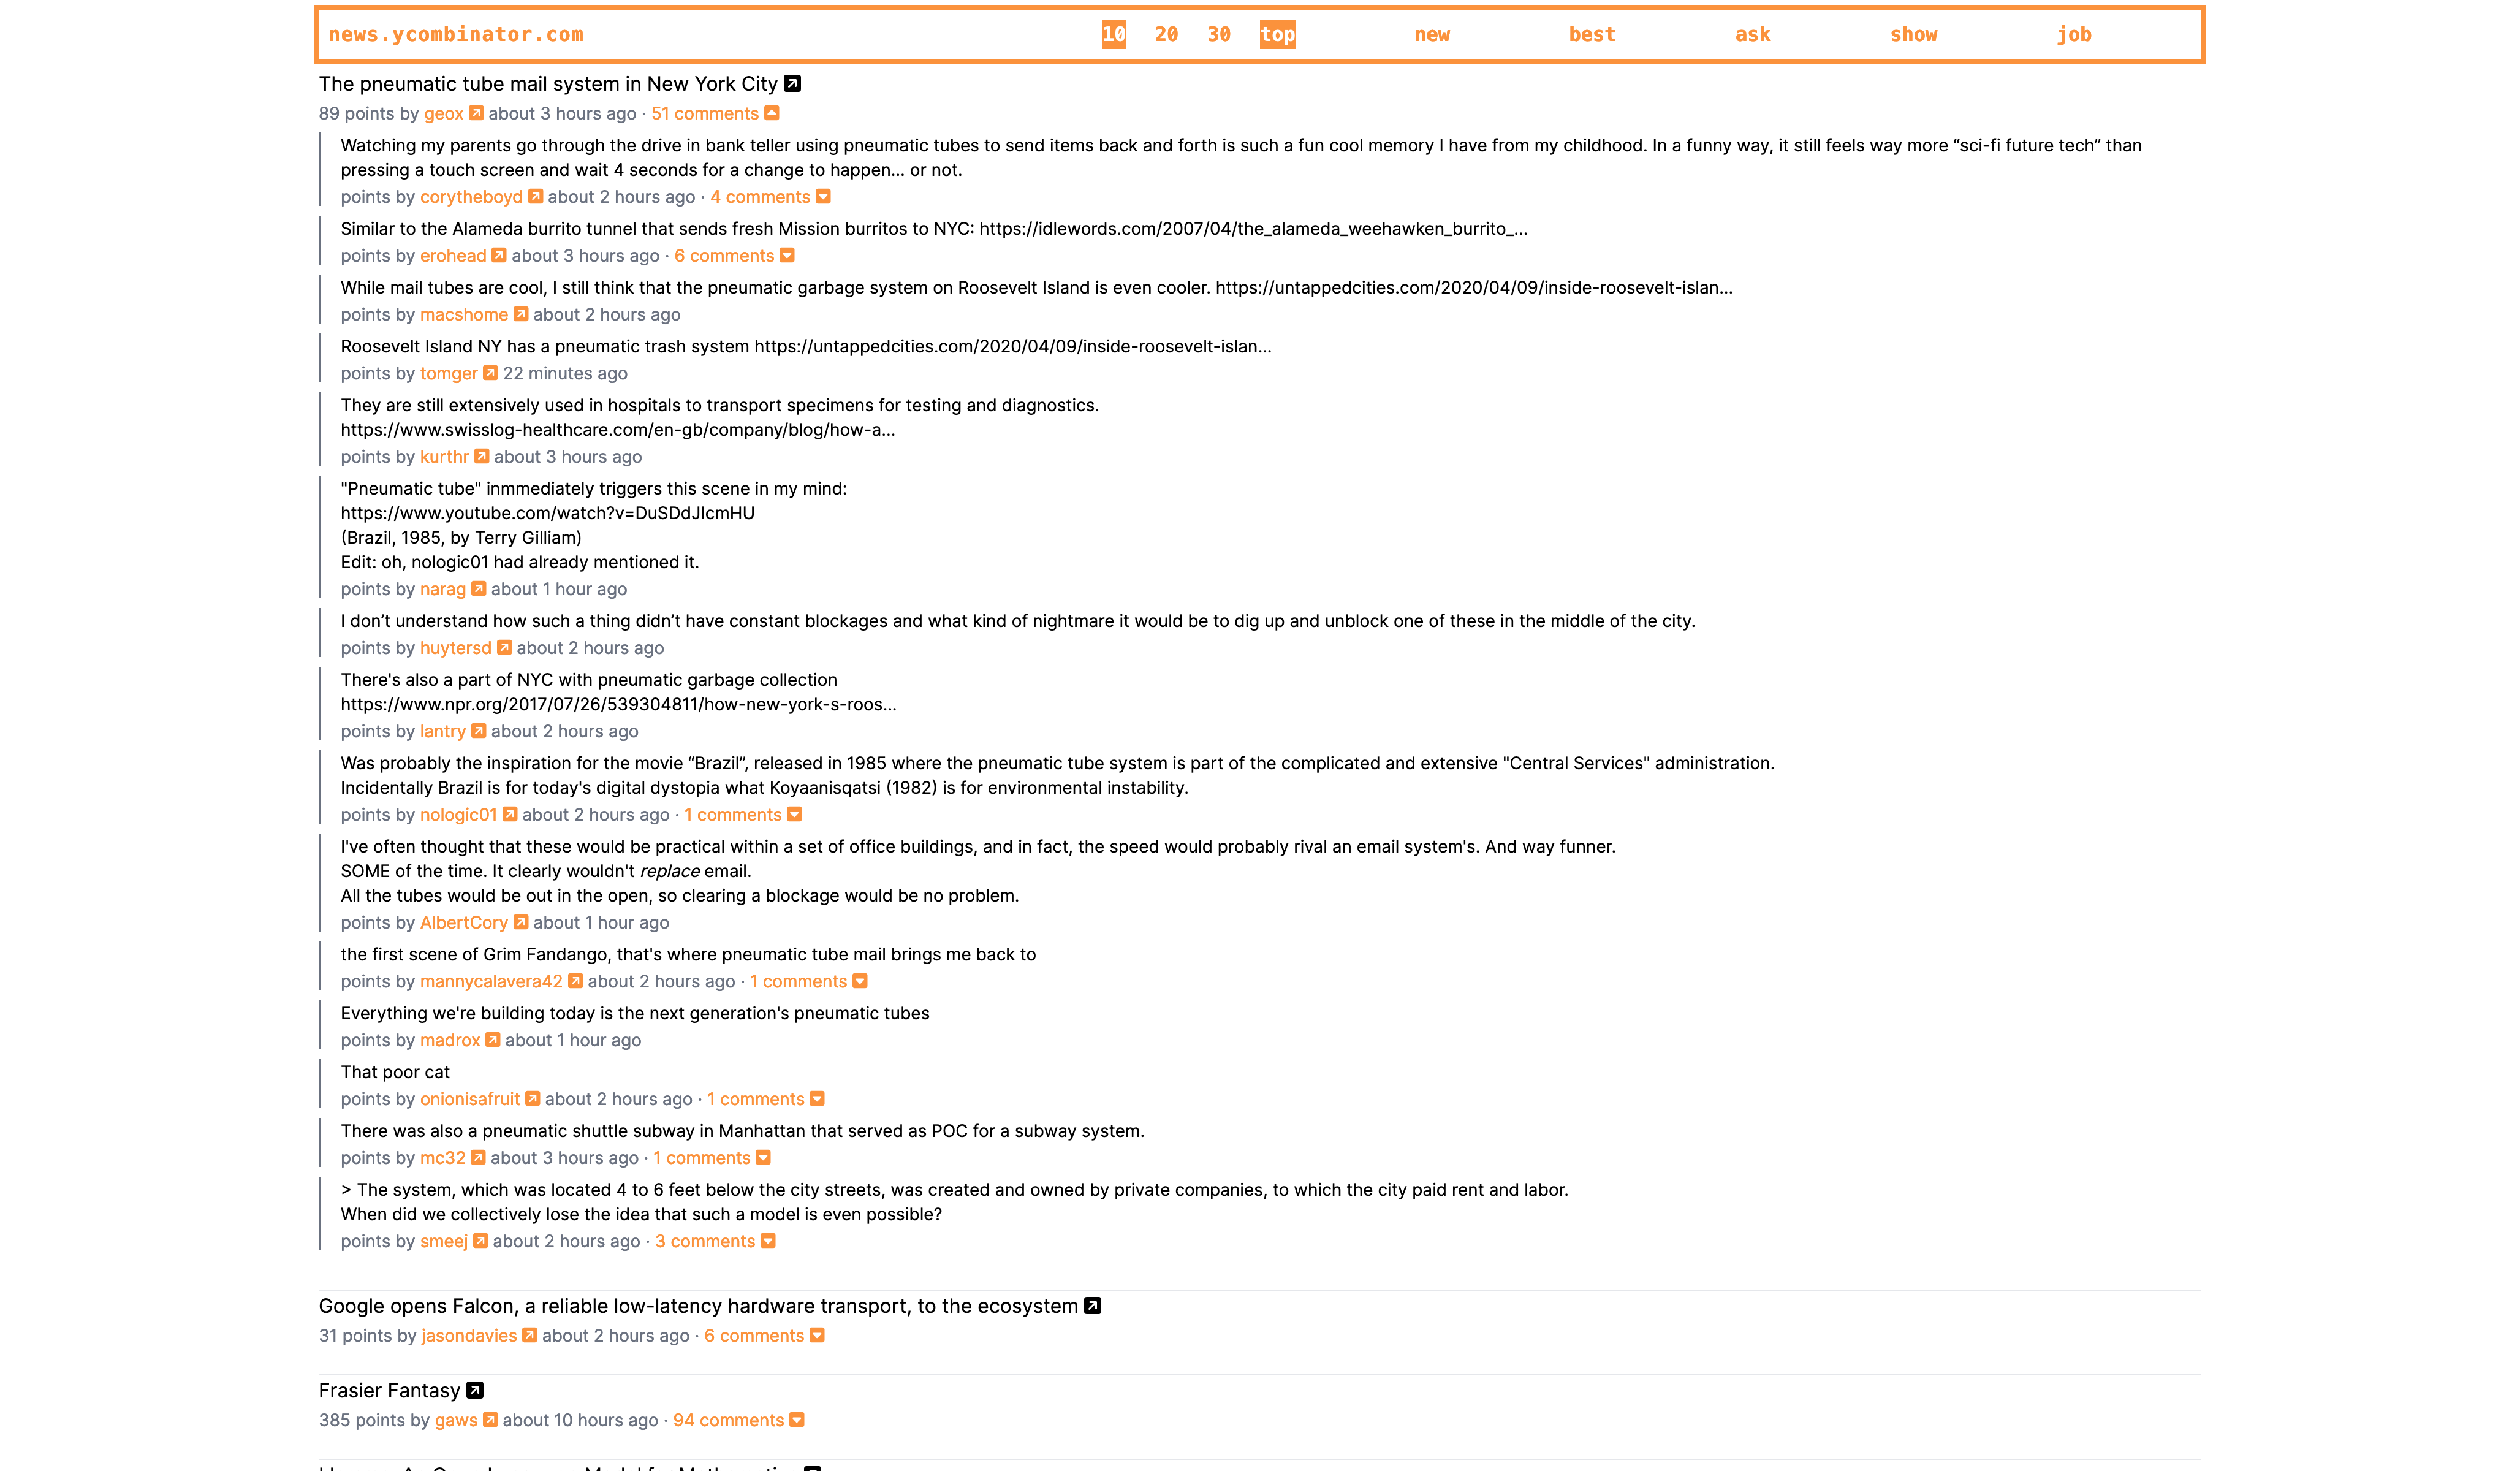 news.ycombinator.com 10 20 30 top new best ask show job
The pneumatic tube mail system in New York City
89 points by geox about 3 hours ago · 51 comments
Watching my parents go through the drive in bank teller using pneumatic tubes to send items back and forth is such a fun cool memory I have from my childhood. In a funny way, it still feels way more “sci-fi future tech” than
pressing a touch screen and wait 4 seconds for a change to happen... or not.
points by corytheboyd about 2 hours ago · 4 comments
Similar to the Alameda burrito tunnel that sends fresh Mission burritos to NYC: https://idlewords.com/2007/04/the_alameda_weehawken_burrito_...
points by erohead about 3 hours ago · 6 comments
While mail tubes are cool, I still think that the pneumatic garbage system on Roosevelt Island is even cooler. https://untappedcities.com/2020/04/09/inside-roosevelt-islan...
points by macshome about 2 hours ago
Roosevelt Island NY has a pneumatic trash system https://untappedcities.com/2020/04/09/inside-roosevelt-islan...
points by tomger 22 minutes ago
They are still extensively used in hospitals to transport specimens for testing and diagnostics.
https://www.swisslog-healthcare.com/en-gb/company/blog/how-a...
points by kurthr about 3 hours ago
"Pneumatic tube" inmmediately triggers this scene in my mind:
https://www.youtube.com/watch?v=DuSDdJIcmHU
(Brazil, 1985, by Terry Gilliam)
Edit: oh, nologic01 had already mentioned it.
points by narag about 1 hour ago
I don’t understand how such a thing didn’t have constant blockages and what kind of nightmare it would be to dig up and unblock one of these in the middle of the city.
points by huytersd about 2 hours ago
There's also a part of NYC with pneumatic garbage collection
https://www.npr.org/2017/07/26/539304811/how-new-york-s-roos...
points by lantry about 2 hours ago
Was probably the inspiration for the movie “Brazil”, released in 1985 where the pneumatic tube system is part of the complicated and extensive "Central Services" administration.
Incidentally Brazil is for today's digital dystopia what Koyaanisqatsi (1982) is for environmental instability.
points by nologic01 about 2 hours ago · 1 comments
I've often thought that these would be practical within a set of office buildings, and in fact, the speed would probably rival an email system's. And way funner.
SOME of the time. It clearly wouldn't replace email.
All the tubes would be out in the open, so clearing a blockage would be no problem.
points by AlbertCory about 1 hour ago
the first scene of Grim Fandango, that's where pneumatic tube mail brings me back to
points by mannycalavera42 about 2 hours ago · 1 comments
Everything we're building today is the next generation's pneumatic tubes
points by madrox about 1 hour ago
That poor cat
points by onionisafruit about 2 hours ago · 1 comments
There was also a pneumatic shuttle subway in Manhattan that served as POC for a subway system.
points by mc32 about 3 hours ago · 1 comments
> The system, which was located 4 to 6 feet below the city streets, was created and owned by private companies, to which the city paid rent and labor.
When did we collectively lose the idea that such a model is even possible?
points by smeej about 2 hours ago · 3 comments
Google opens Falcon, a reliable low-latency hardware transport, to the ecosystem
31 points by jasondavies about 2 hours ago · 6 comments
Frasier Fantasy
385 points by gaws about 10 hours ago · 94 comments